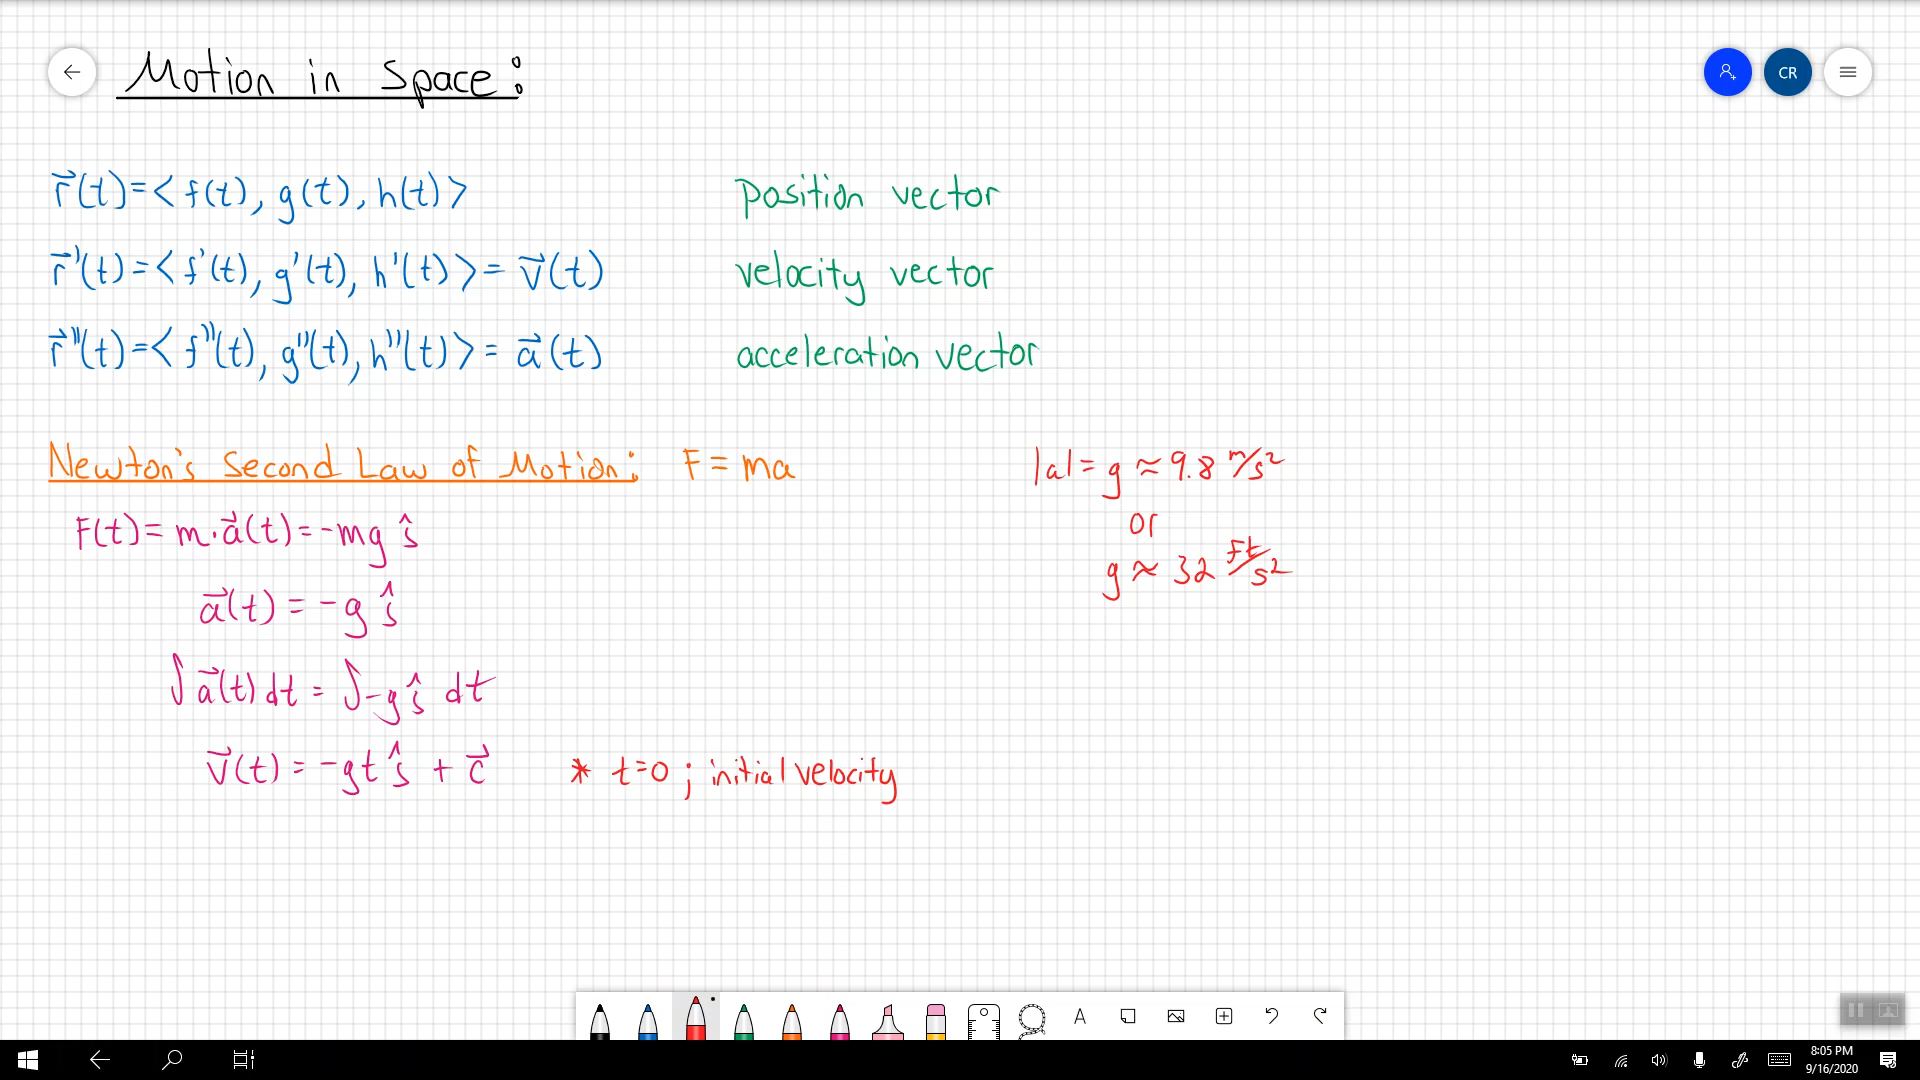 Motion in Space:
CR
r⃗(t)=<f(t), g(t), h(t)> position vector
r⃗'(t)=<f'(t), g'(t), h'(t)>= v⃗(t) velocity vector
r⃗''(t)=<f''(t), g''(t), h''(t)>= a⃗(t) acceleration vector
Newton's Second Law of Motion: F=ma |a|=g≈9.8 m/s²
or
F(t)=m·a⃗(t)=-mg ĵ
g≈32 Ft/s²
a⃗(t)=-g ĵ
∫a⃗(t)dt=∫-g ĵ dt
v⃗(t)=-gt ĵ + c⃗ * t=0; initial velocity
A
8:05 PM
9/16/2020